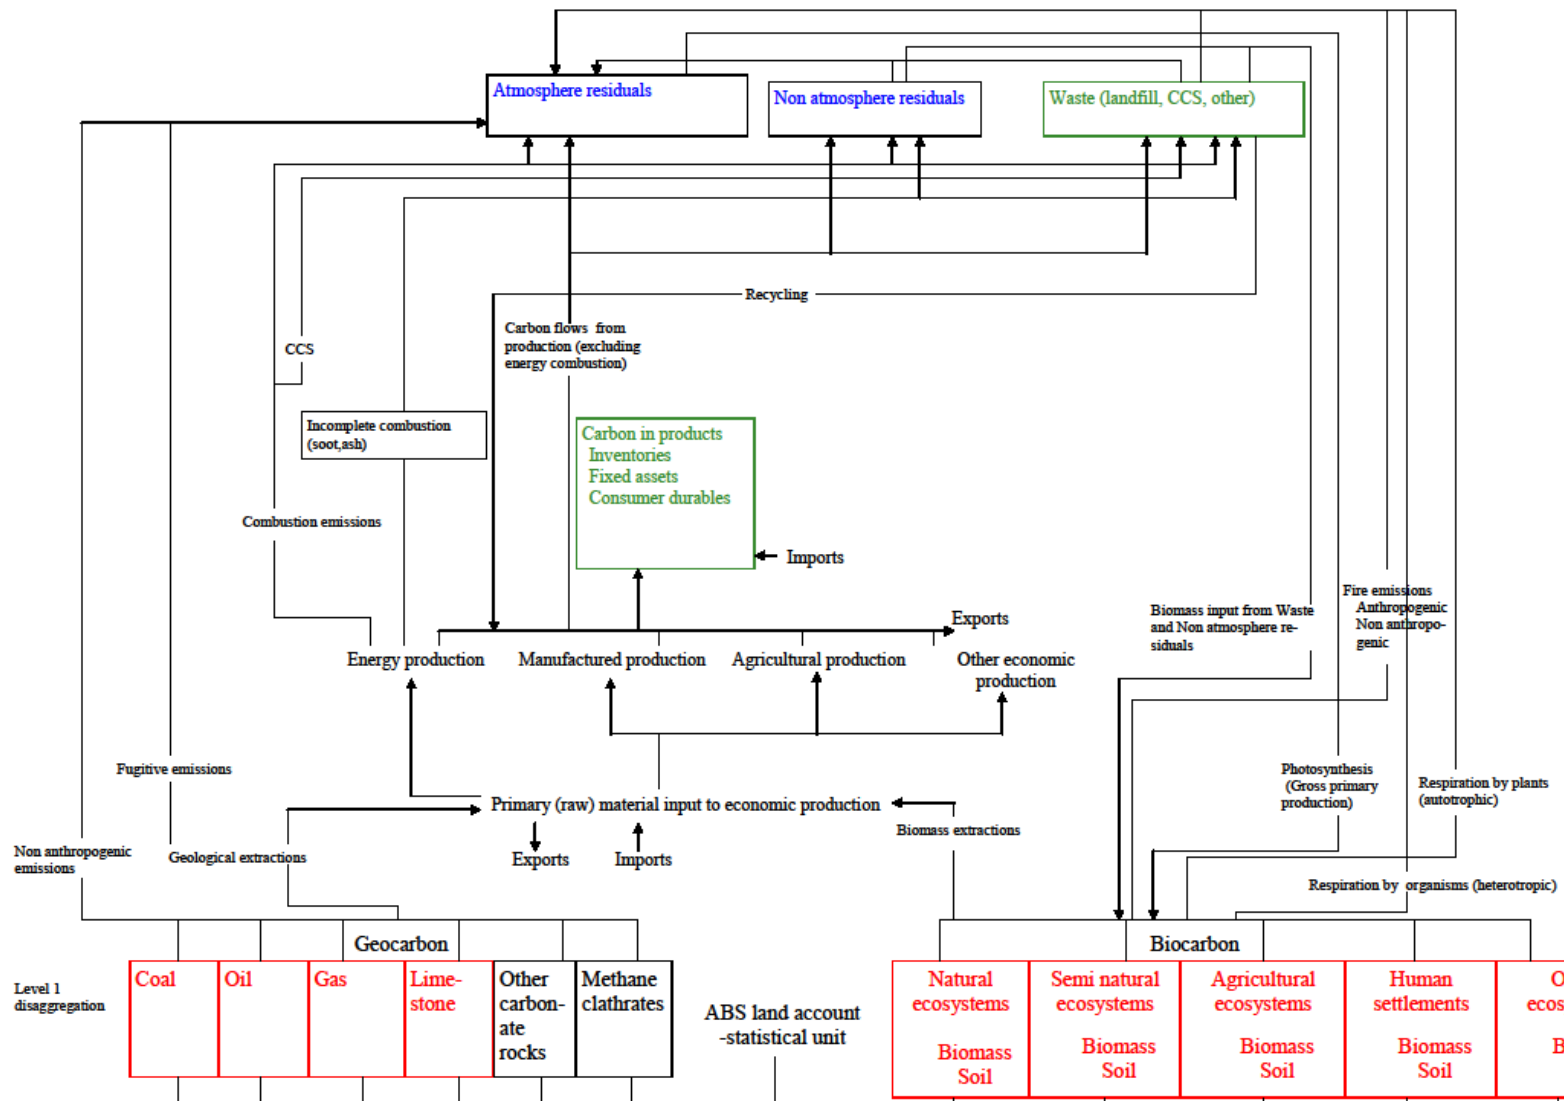 Atmosphere residuals
Non atmosphere residuals
Waste (landfill, CCS, other)
Recycling
Carbon flows from
production (excluding
energy combustion)
CCS
Incomplete combustion
(soot,ash)
Carbon in products
Inventories
Fixed assets
Consumer durables
Combustion emissions
Imports
Exports
Fire emissions
Anthropogenic
Non anthropo-
genic
Biomass input from Waste
and Non atmosphere re-
siduals
Energy production
Manufactured production
Agricultural production
Other economic
production
Fugitive emissions
Photosynthesis
(Gross primary
production)
Respiration by plants
(autotrophic)
Primary (raw) material input to economic production
Biomass extractions
Non anthropogenic
emissions
Geological extractions
Exports
Imports
Respiration by organisms (heterotropic)
Geocarbon
Biocarbon
Level 1
disaggregation
Coal
Oil
Gas
Lime-
stone
Other
carbon-
ate
rocks
Methane
clathrates
ABS land account
-statistical unit
Natural
ecosystems
Biomass
Soil
Semi natural
ecosystems
Biomass
Soil
Agricultural
ecosystems
Biomass
Soil
Human
settlements
Biomass
Soil
O
ecos
B